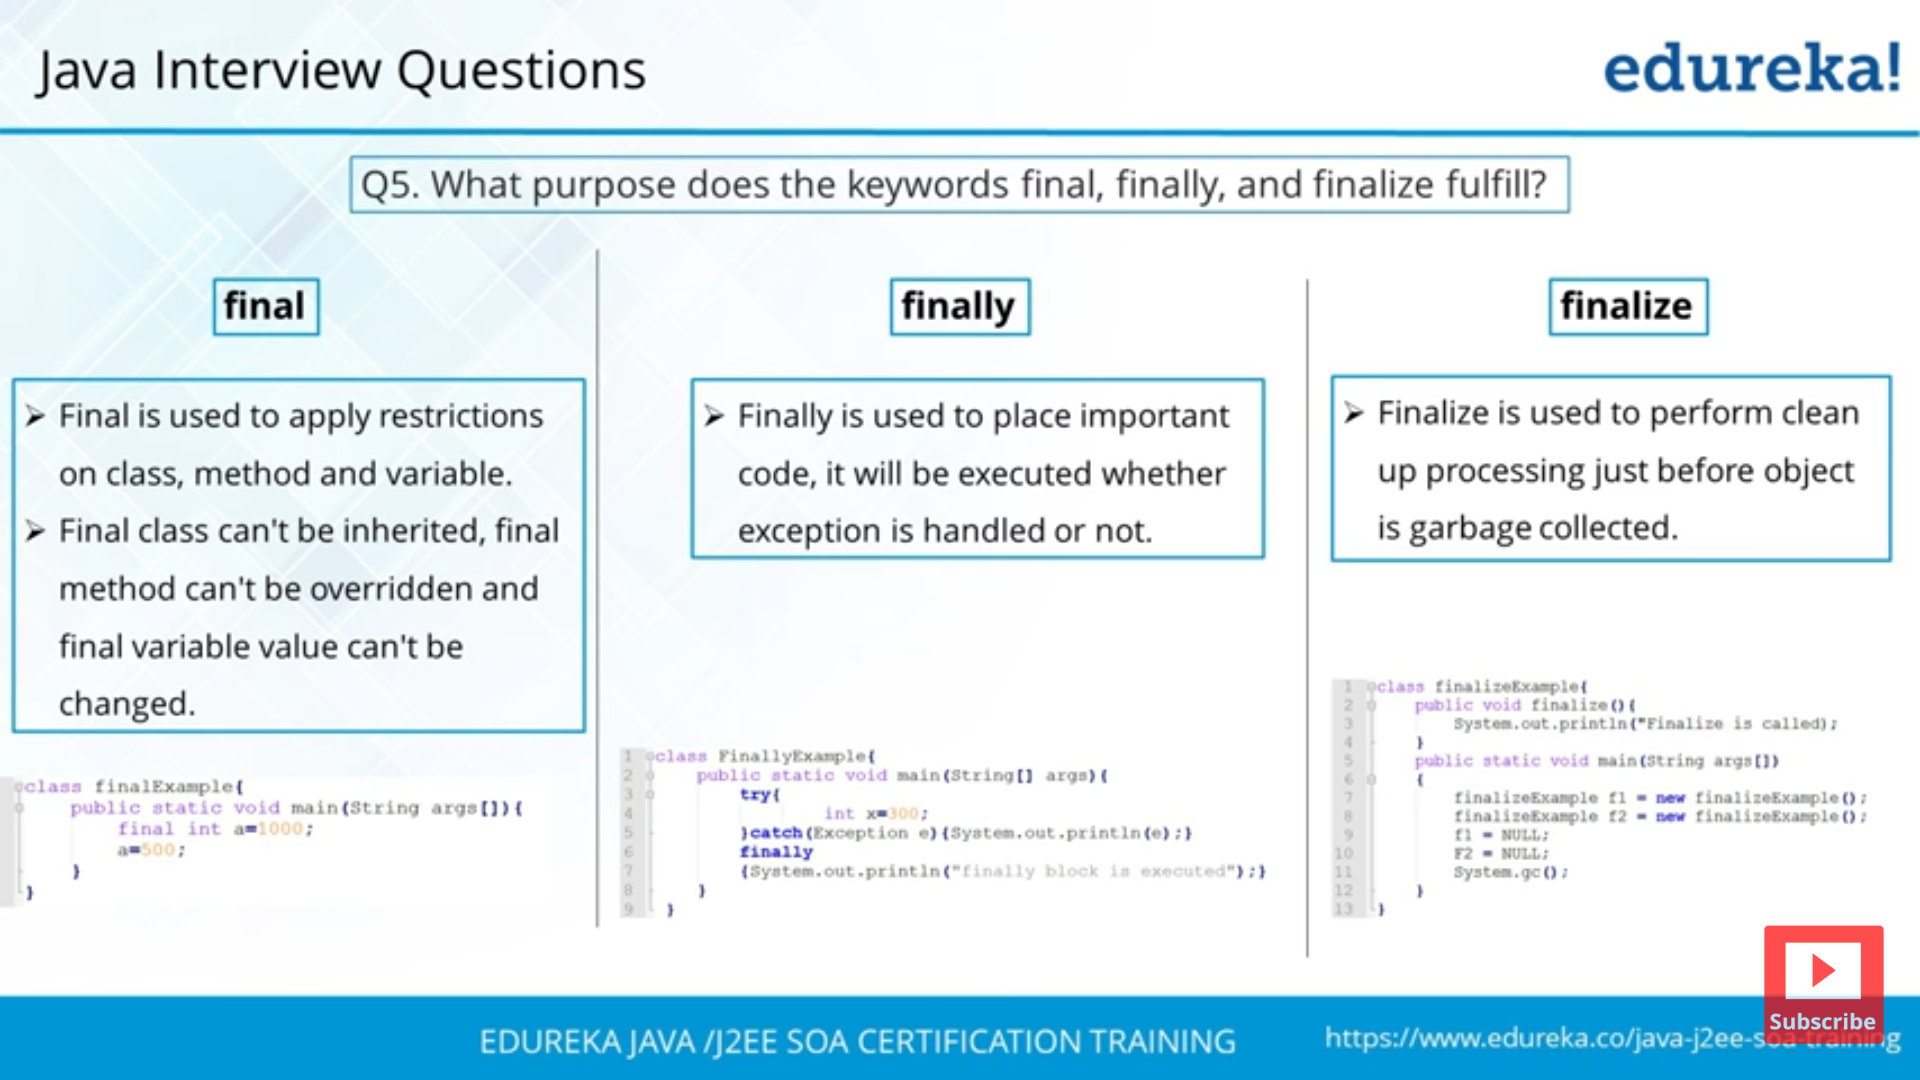 Java Interview Questions
edureka!
Q5. What purpose does the keywords final, finally, and finalize fulfill?
final
➢ Final is used to apply restrictions
on class, method and variable.
➢ Final class can't be inherited, final
method can't be overridden and
final variable value can't be
changed.
class finalExample{
public static void main(String args[]){
final int a=1000;
a=500;
}
}
finally
➢ Finally is used to place important
code, it will be executed whether
exception is handled or not.
1 class FinallyExample{
2 public static void main(String[] args){
3 try{
4 int x=300;
5 }catch(Exception e){System.out.println(e);}
6 finally
7 {System.out.println("finally block is executed");}
8 }
9 }
finalize
➢ Finalize is used to perform clean
up processing just before object
is garbage collected.
1 class finalizeExample{
2 public void finalize(){
3 System.out.println("Finalize is called);
4 }
5 public static void main(String args[])
6 {
7 finalizeExample f1 = new finalizeExample();
8 finalizeExample f2 = new finalizeExample();
9 f1 = NULL;
10 F2 = NULL;
11 System.gc();
12 }
13 }
Subscribe
EDUREKA JAVA /J2EE SOA CERTIFICATION TRAINING
https://www.edureka.co/java-j2ee-soa-training